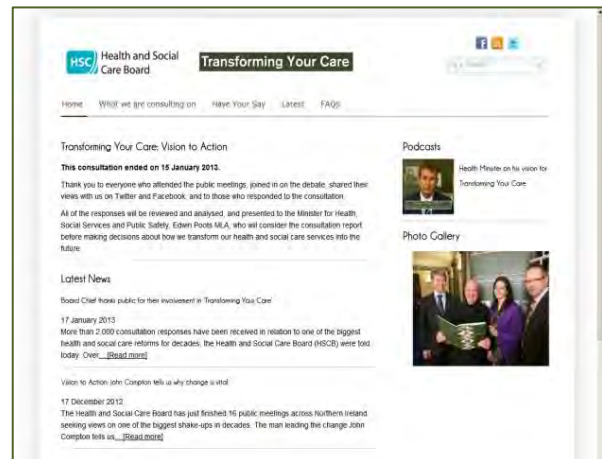 HSC Health and Social
Care Board
Transforming Your Care
Home What we are consulting on Have Your Say Latest FAQs
Transforming Your Care: Vision to Action
This consultation ended on 15 January 2013.
Thank you to everyone who attended the public meetings, joined in on the debate, shared their
views with us on Twitter and Facebook, and to those who responded to the consultation.
All of the responses will be reviewed and analysed, and presented to the Minister for Health,
Social Services and Public Safety, Edwin Poots MLA, who will consider the consultation report
before making decisions about how we transform our health and social care services into the
future.
Latest News
Board Chief thanks public for their involvement in 'Transforming Your Care'
17 January 2013
More than 2,000 consultation responses have been received in relation to one of the biggest
health and social care reforms for decades, the Health and Social Care Board (HSCB) were told
today. Over...[Read more]
Vision to Action: John Compton tells us why change is vital
17 December 2012
The Health and Social Care Board has just finished 16 public meetings across Northern Ireland
seeking views on one of the biggest shake-ups in decades. The man leading the change John
Compton tells us...[Read more]
Podcasts
Health Minister on his vision for
Transforming Your Care
Photo Gallery